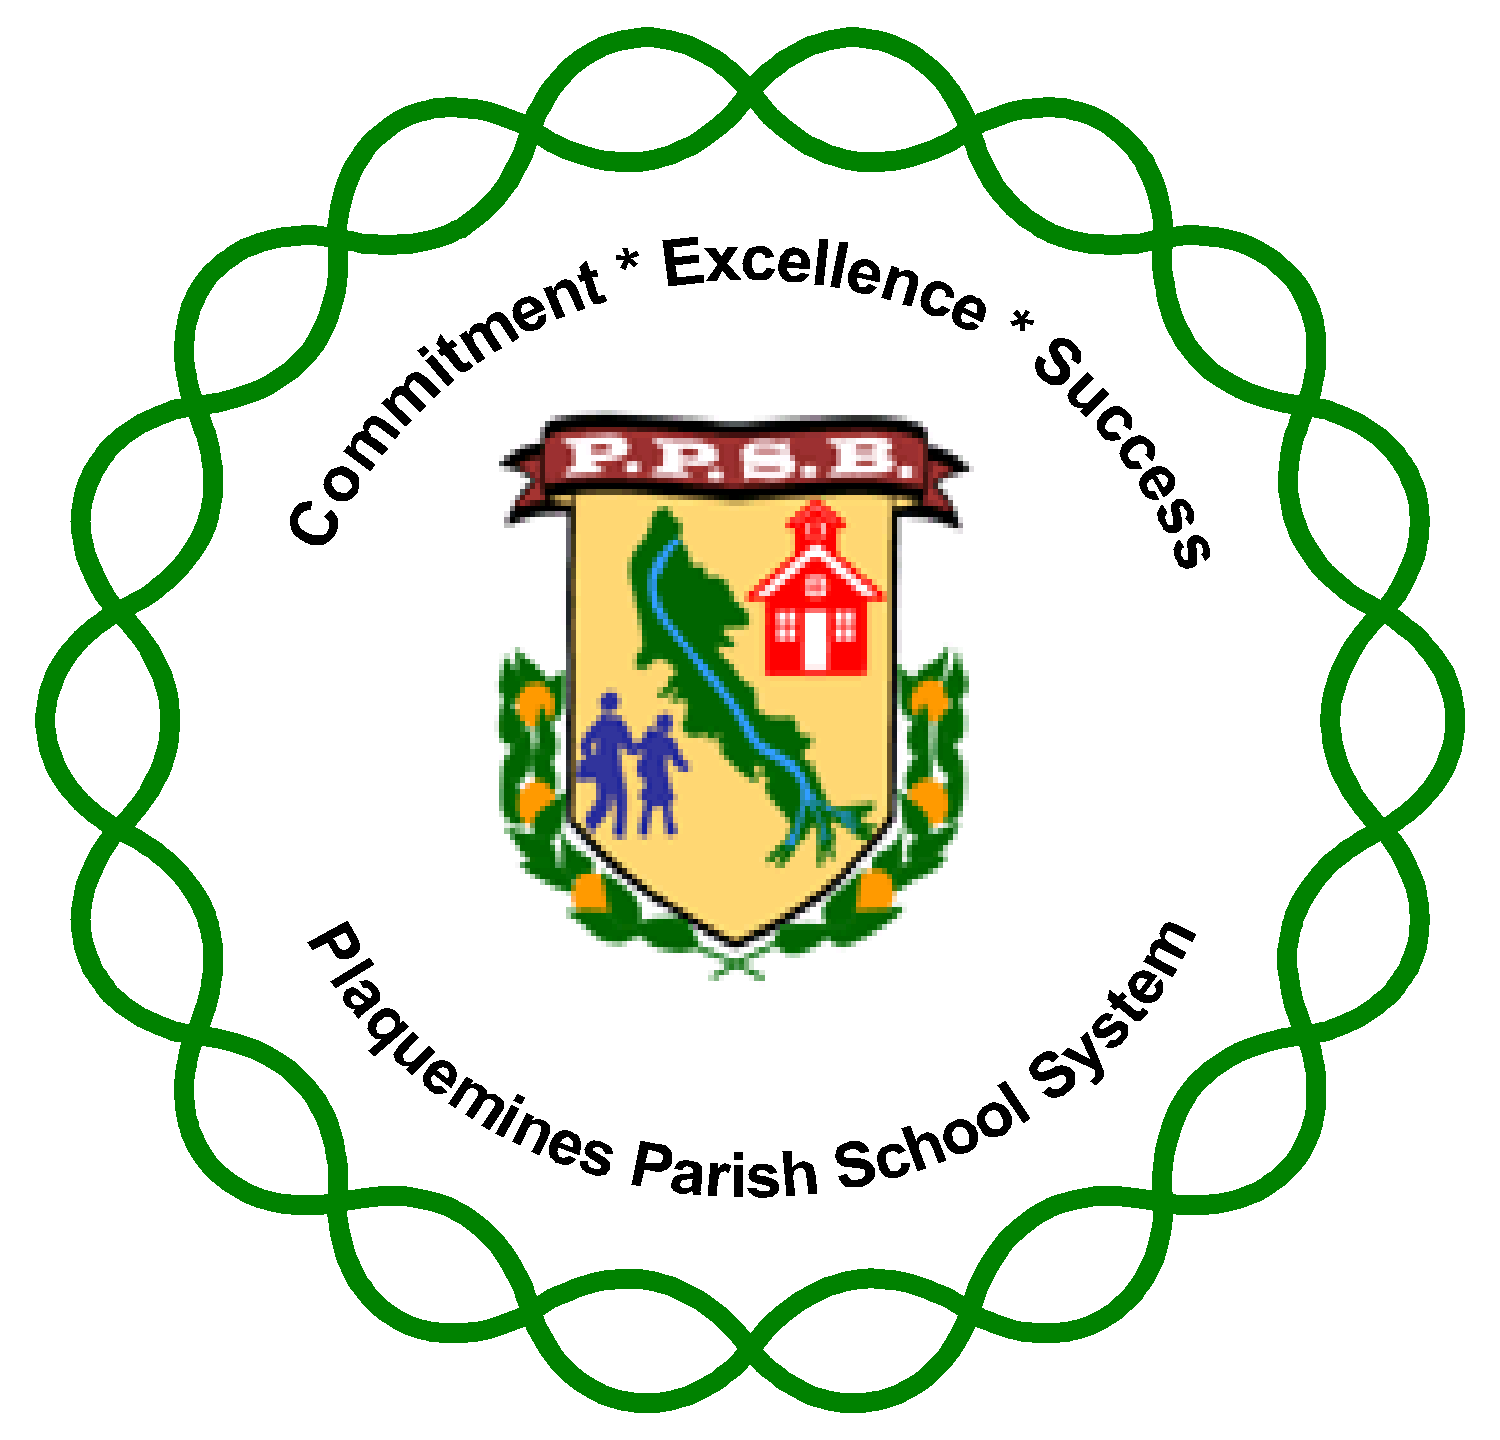 Commitment * Excellence * Success
P.P.S.B.
Plaquemines Parish School System